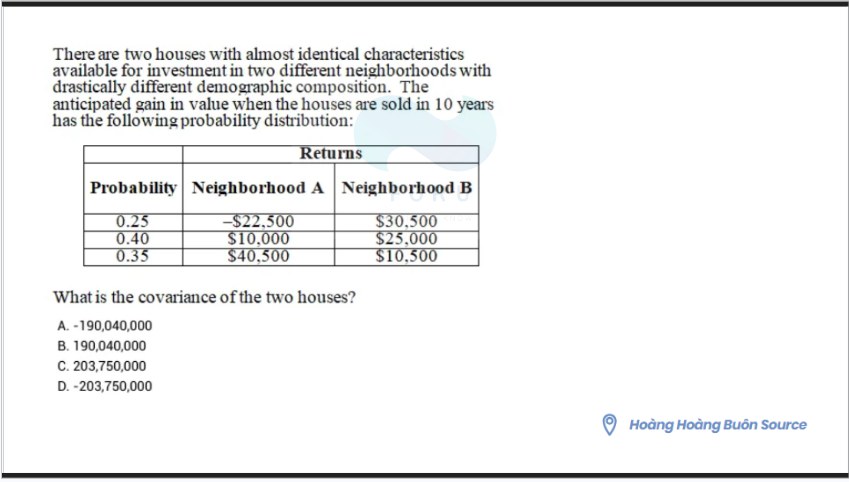 There are two houses with almost identical characteristics
available for investment in two different neighborhoods with
drastically different demographic composition. The
anticipated gain in value when the houses are sold in 10 years
has the following probability distribution:
Returns
Probability Neighborhood A Neighborhood B
0.25 –$22,500 $30,500
0.40 $10,000 $25,000
0.35 $40,500 $10,500
What is the covariance of the two houses?
A. -190,040,000
B. 190,040,000
C. 203,750,000
D. -203,750,000
Hoàng Hoàng Buôn Source